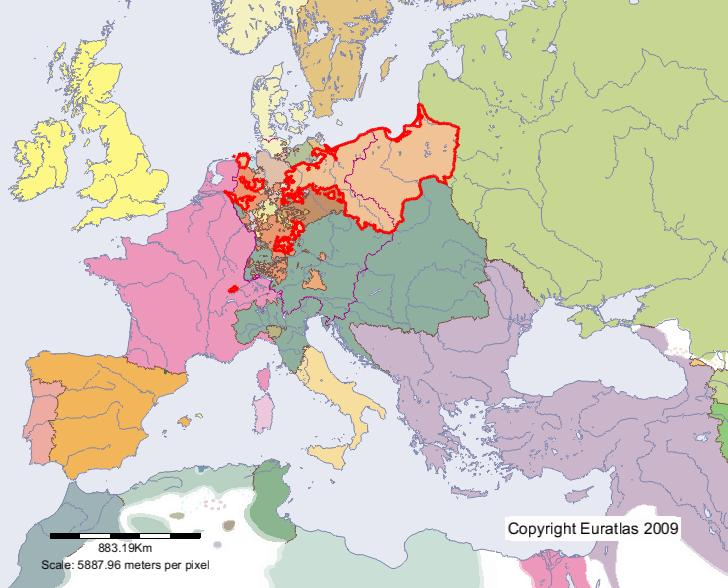 Copyright Euratlas 2009
883.19Km
Scale: 5887.96 meters per pixel